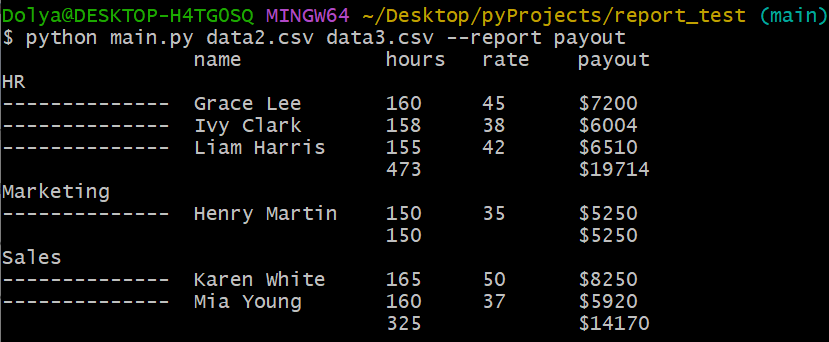 Dolya@DESKTOP-H4TGOSQ MINGW64 ~/Desktop/pyProjects/report_test (main)
$ python main.py data2.csv data3.csv --report payout
                name        hours   rate    payout
HR
--------------  Grace Lee       160     45      $7200
--------------  Ivy Clark       158     38      $6004
--------------  Liam Harris     155     42      $6510
                                473             $19714
Marketing
--------------  Henry Martin    150     35      $5250
                                150             $5250
Sales
--------------  Karen White     165     50      $8250
--------------  Mia Young       160     37      $5920
                                325             $14170